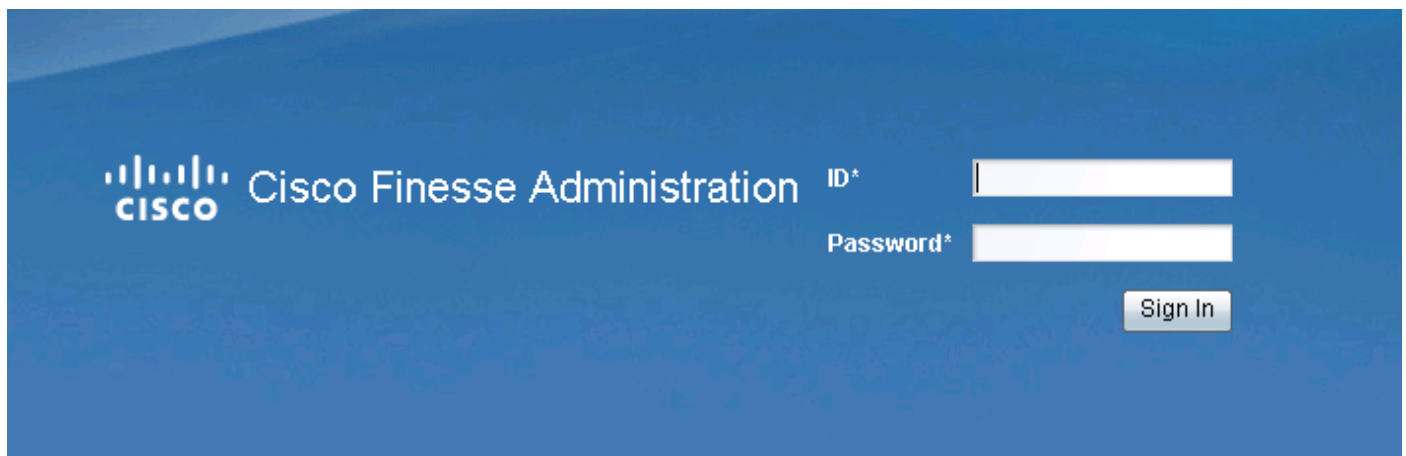 CISCO
Cisco Finesse Administration
ID*
Password*
Sign In